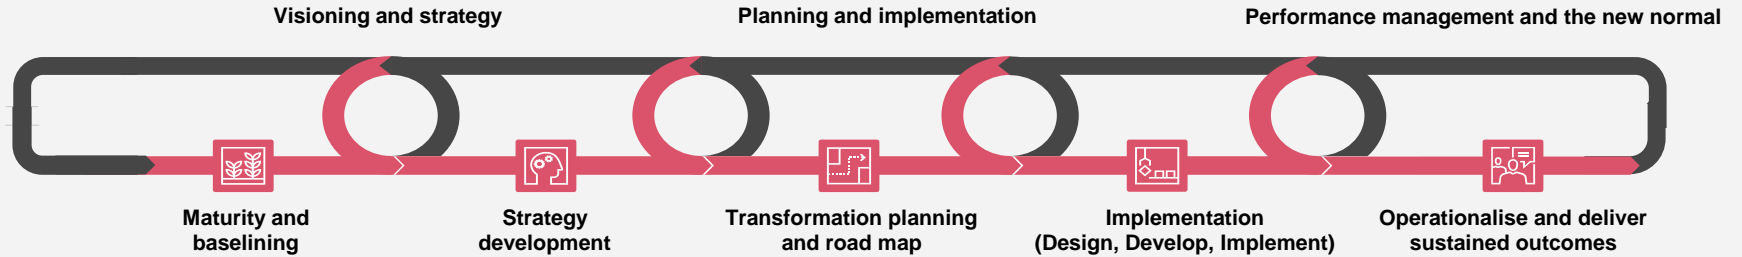 Visioning and strategy
Planning and implementation
Performance management and the new normal
Maturity and
baselining
Strategy
development
Transformation planning
and road map
Implementation
(Design, Develop, Implement)
Operationalise and deliver
sustained outcomes